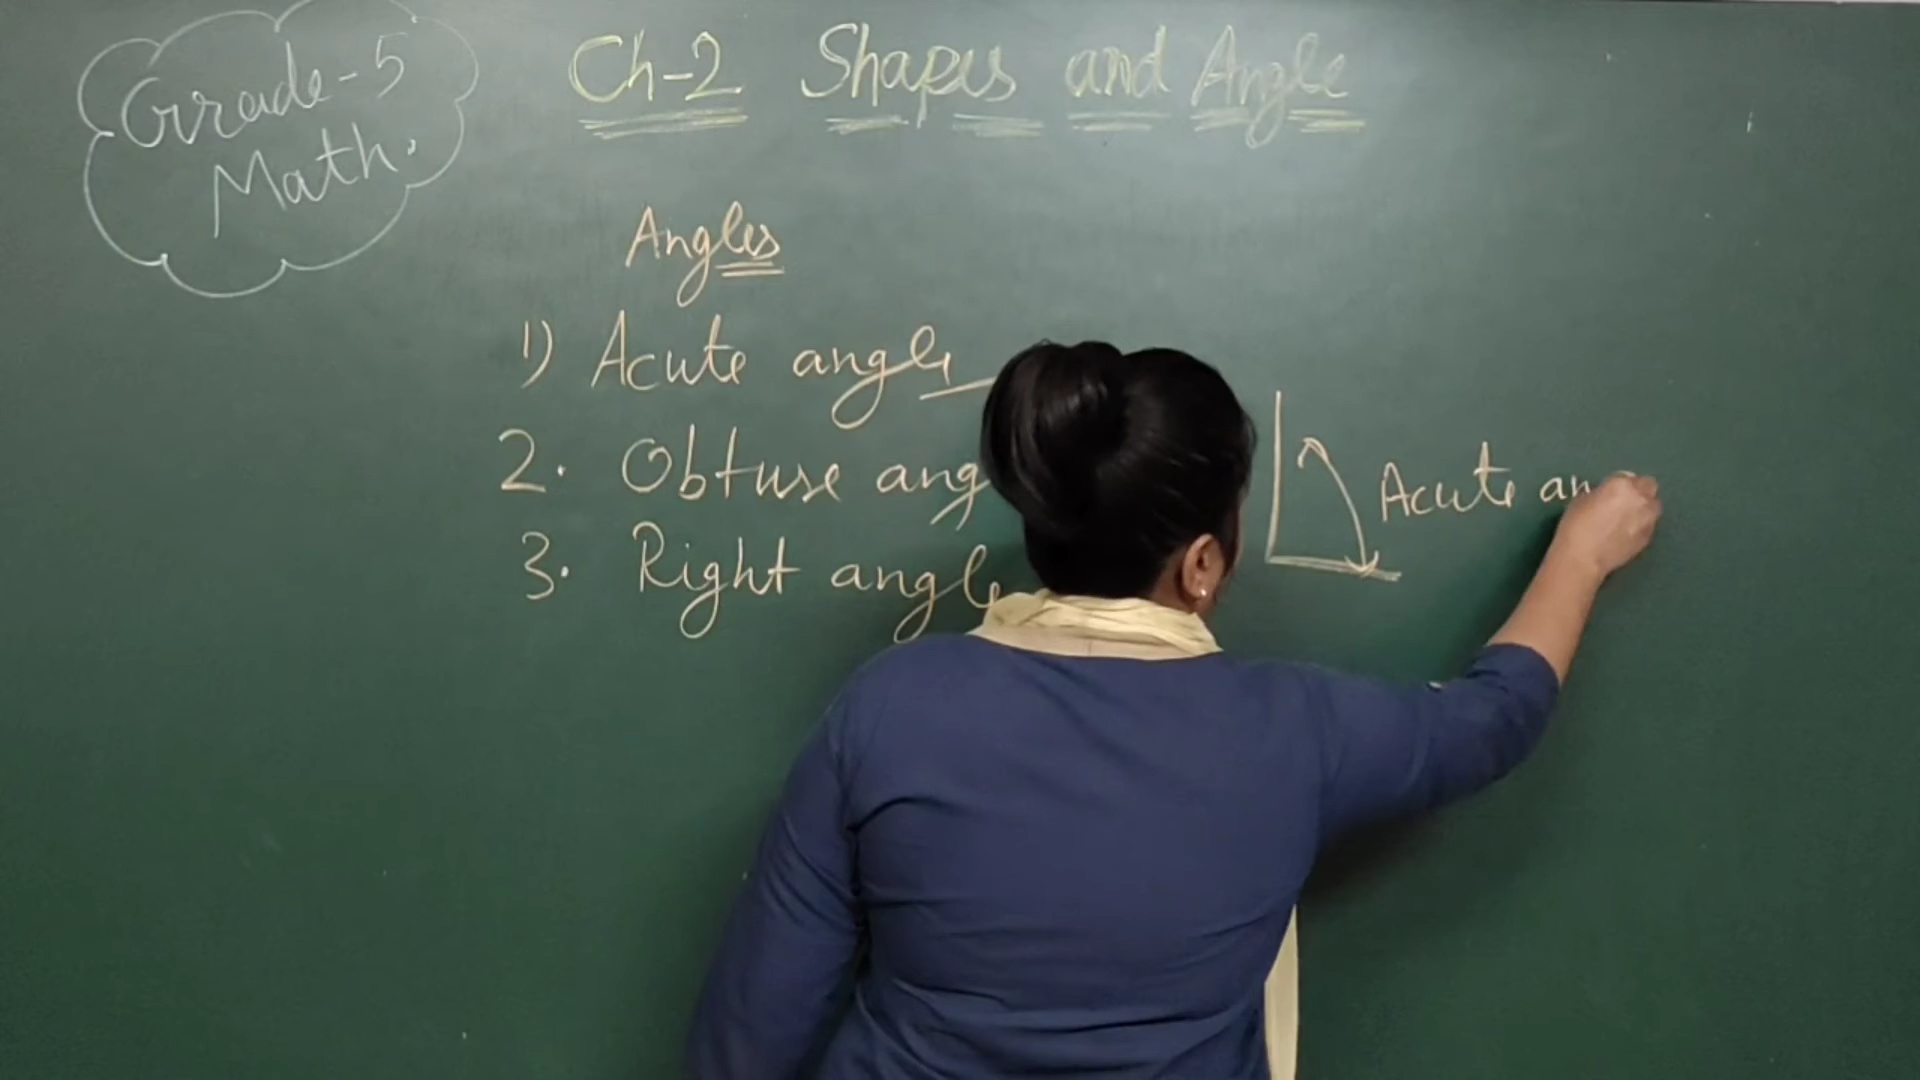 Grade-5
Math.
Ch-2 Shapes and Angle
Angles
1) Acute angle
2. Obtuse ang
3. Right angle
Acute an